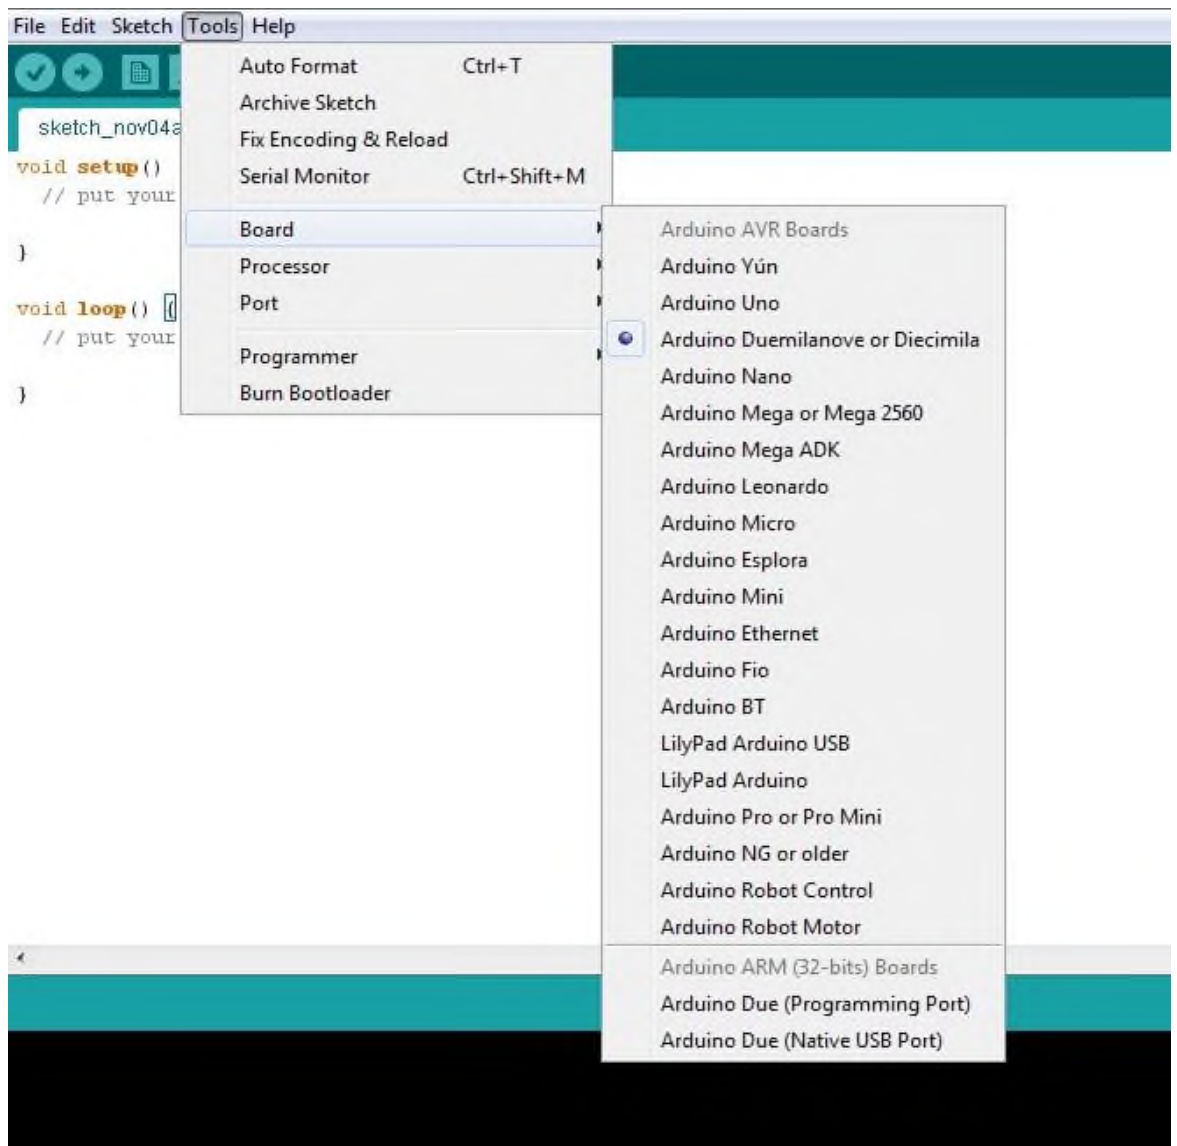 File Edit Sketch Tools Help
Auto Format Ctrl+T
Archive Sketch
Fix Encoding & Reload
Serial Monitor Ctrl+Shift+M
Board
Processor
Port
Programmer
Burn Bootloader
sketch_nov04a
void setup()
// put your
}
void loop() {
// put your
}
Arduino AVR Boards
Arduino Yún
Arduino Uno
Arduino Duemilanove or Diecimila
Arduino Nano
Arduino Mega or Mega 2560
Arduino Mega ADK
Arduino Leonardo
Arduino Micro
Arduino Esplora
Arduino Mini
Arduino Ethernet
Arduino Fio
Arduino BT
LilyPad Arduino USB
LilyPad Arduino
Arduino Pro or Pro Mini
Arduino NG or older
Arduino Robot Control
Arduino Robot Motor
Arduino ARM (32-bits) Boards
Arduino Due (Programming Port)
Arduino Due (Native USB Port)